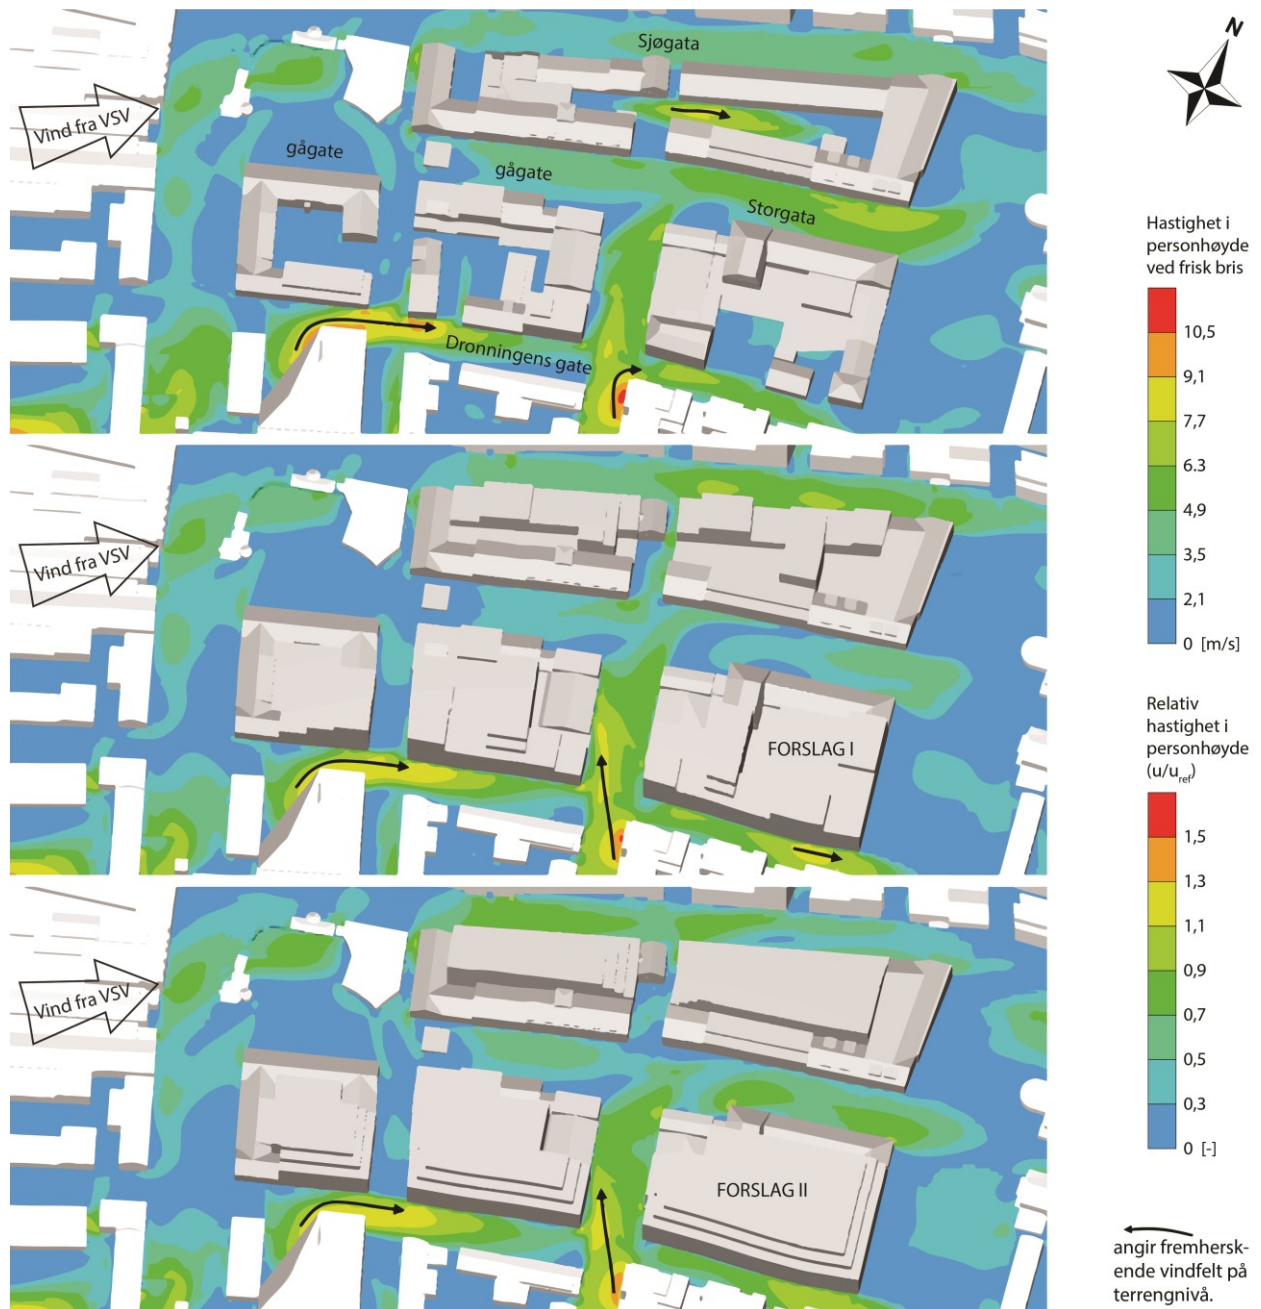 N
Sjøgata
Vind fra VSV
gågate
gågate
Storgata
Dronningens gate
Hastighet i
personhøyde
ved frisk bris
10,5
9,1
7,7
6.3
4,9
3,5
2,1
0 [m/s]
Vind fra VSV
FORSLAG I
Relativ
hastighet i
personhøyde
(u/uref)
1,5
1,3
1,1
0,9
0,7
0,5
0,3
0 [-]
Vind fra VSV
FORSLAG II
angir fremhersk-
ende vindfelt på
terrengnivå.